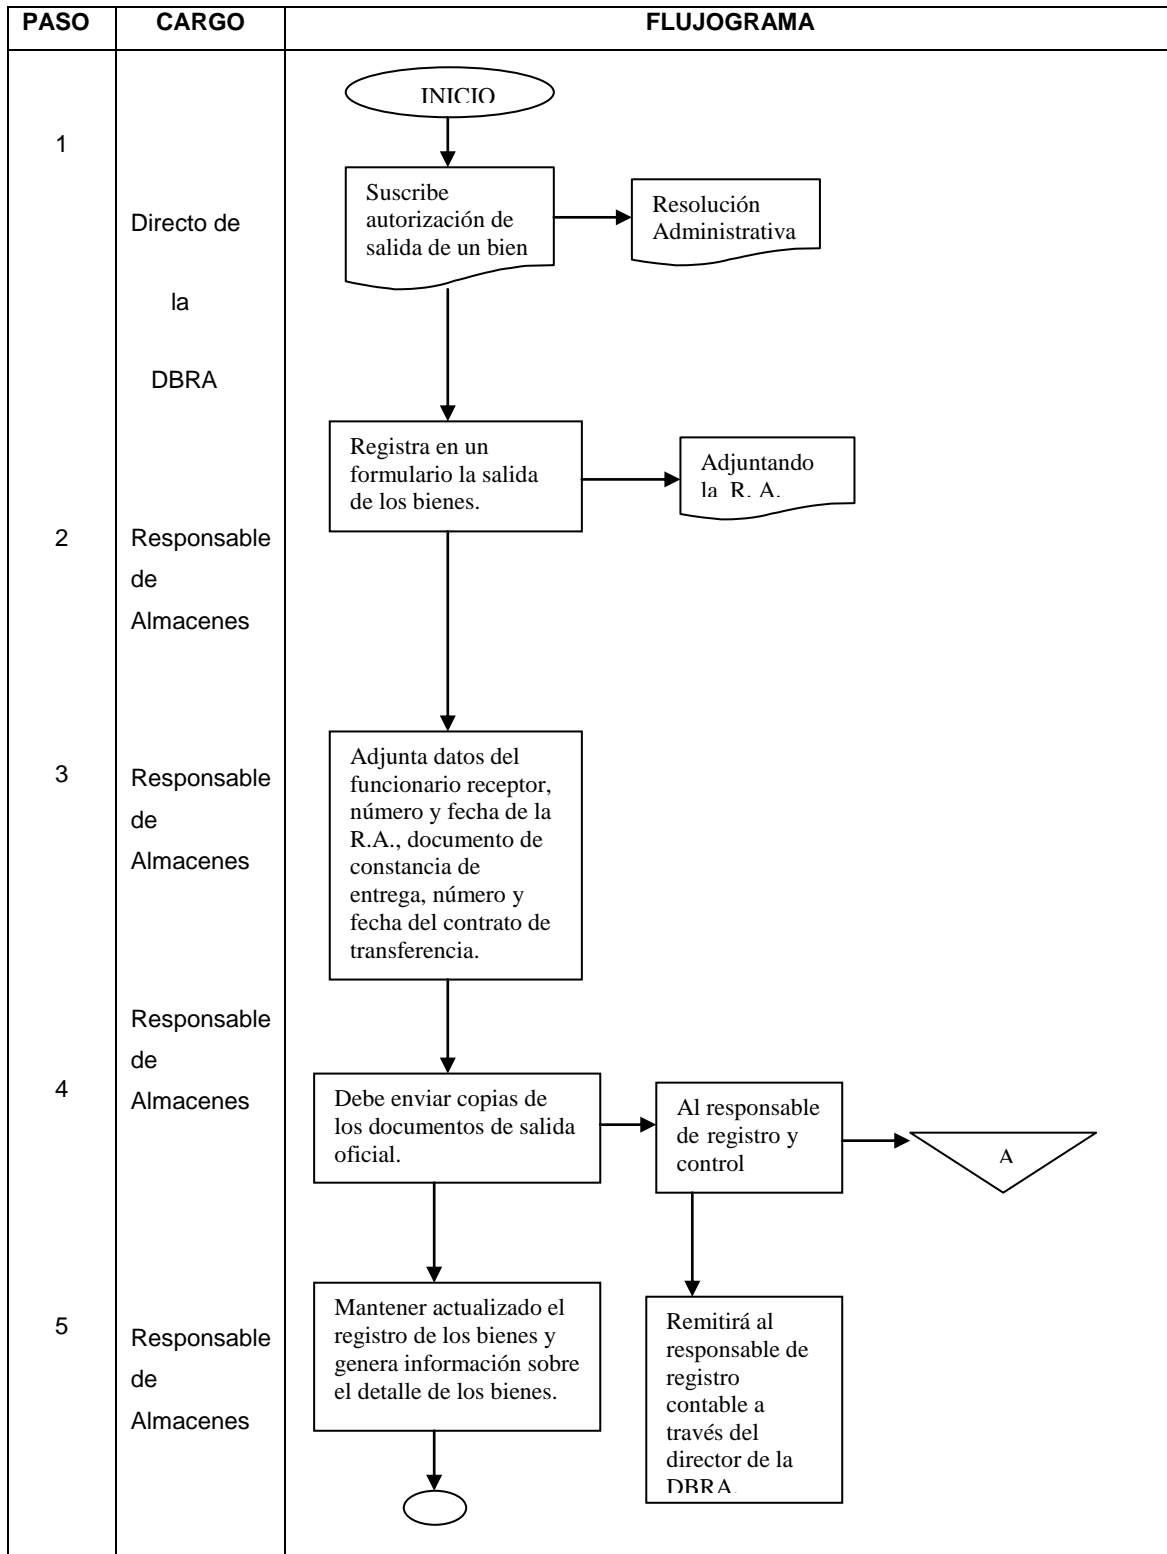 PASO
CARGO
FLUJOGRAMA
INICIO
1
Directo de
la
DBRA
Suscribe
autorización de
salida de un bien
Resolución
Administrativa
2
Responsable
de
Almacenes
Registra en un
formulario la salida
de los bienes.
Adjuntando
la R. A.
3
Responsable
de
Almacenes
Adjunta datos del
funcionario receptor,
número y fecha de la
R.A., documento de
constancia de
entrega, número y
fecha del contrato de
transferencia.
4
Responsable
de
Almacenes
Debe enviar copias de
los documentos de salida
oficial.
Al responsable
de registro y
control
A
5
Responsable
de
Almacenes
Mantener actualizado el
registro de los bienes y
genera información sobre
el detalle de los bienes.
Remitirá al
responsable de
registro
contable a
través del
director de la
DBRA.